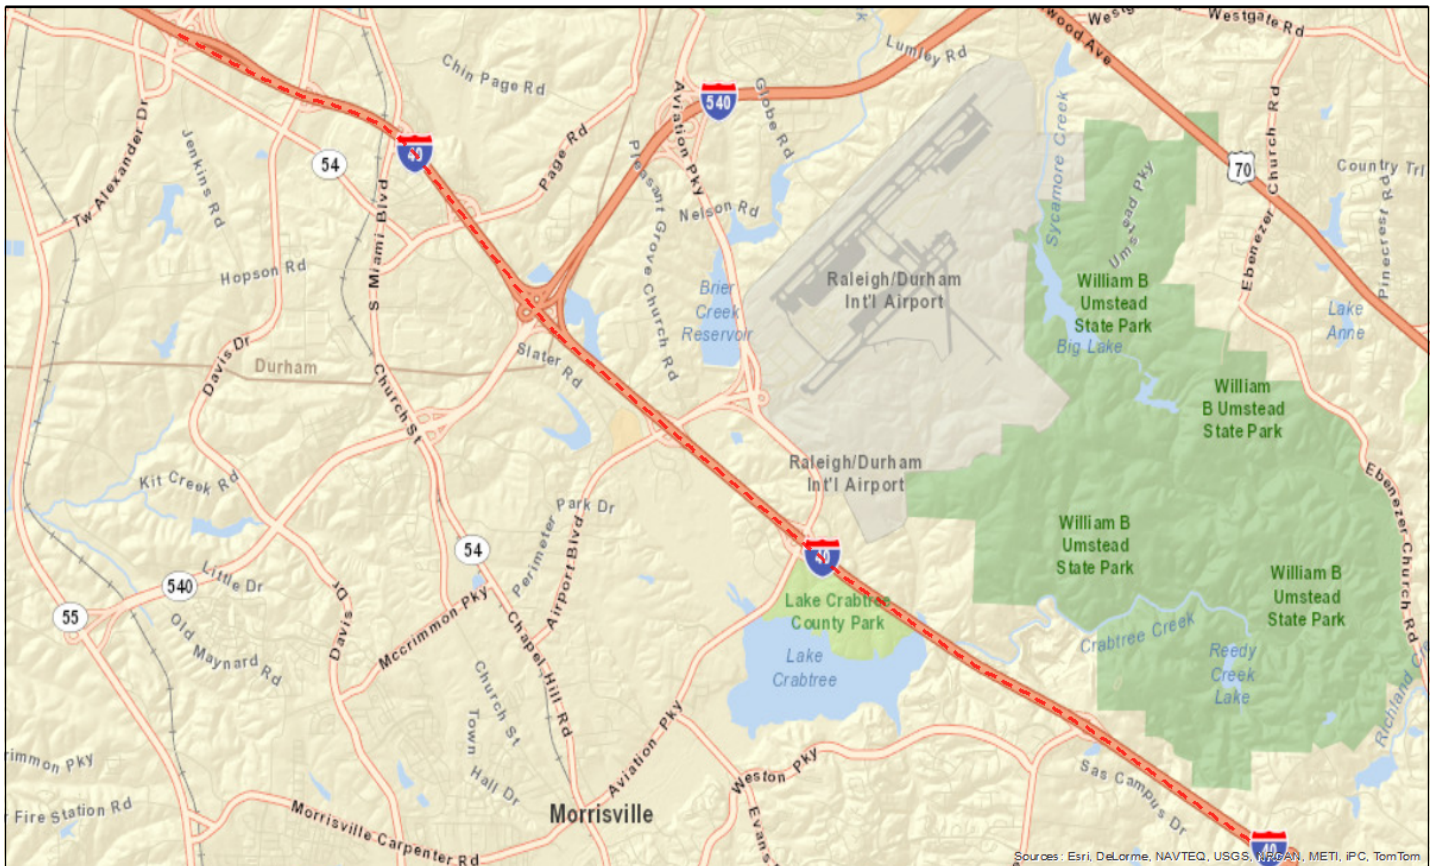 Westg
Westgate Rd
wood Ave
Lumley Rd
Chin Page Rd
Globe Rd
Aviation Pky
540
Tw Alexander Dr
Jenkins Rd
54
40
Page Rd
Pleasant Grove Church Rd
Nelson Rd
Sycamore Creek
Umstead Pky
70
Ebenezer Church Rd
Country Trl
Pinecrest Rd
S Miami Blvd
Hopson Rd
Brier
Creek
Reservoir
Raleigh/Durham
Int'l Airport
William B
Umstead
State Park
Big Lake
Lake
Anne
Davis Dr
Durham
Slater Rd
Church St
William
B Umstead
State Park
Kit Creek Rd
Raleigh/Durham
Int'l Airport
Park Dr
Perimeter
Airport Blvd
Ebenezer Church Rd
54
40
William B
Umstead
State Park
540
Little Dr
55
Old
Maynard Rd
Davis Dr
Mccrimmon Pky
Chapel Hill Rd
Lake Crabtree
County Park
Lake
Crabtree
Crabtree Creek
William B
Umstead
State Park
Reedy
Creek
Lake
Church St
Town
Hall Dr
Aviation Pky
Richland Cre
rimmon Pky
Weston Pky
Sas Campus Dr
Fire Station Rd
Morrisville Carpenter Rd
Morrisville
Evans
40
Sources: Esri, DeLorme, NAVTEQ, USGS, NRCAN, METI, iPC, TomTom